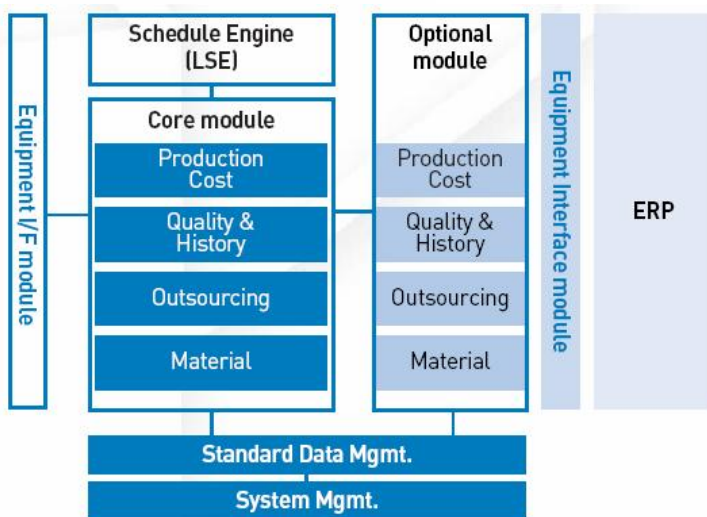 Equipment I/F module
Schedule Engine
(LSE)
Core module
Production
Cost
Quality &
History
Outsourcing
Material
Optional
module
Production
Cost
Quality &
History
Outsourcing
Material
Equipment Interface module
ERP
Standard Data Mgmt.
System Mgmt.